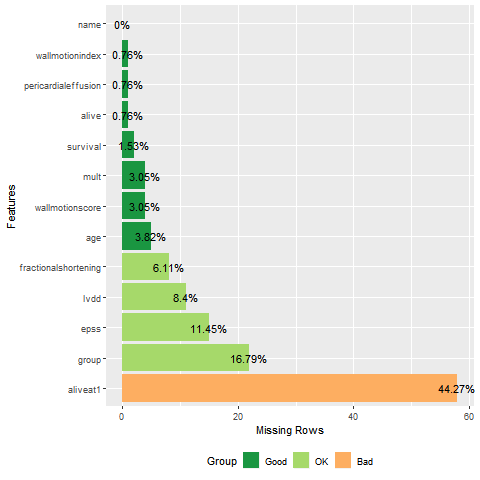 name 0%
wallmotionindex 0.76%
pericardialeffusion 0.76%
alive 0.76%
survival 1.53%
mult 3.05%
wallmotionscore 3.05%
age 3.82%
fractionalshortening 6.11%
lvdd 8.4%
epss 11.45%
group 16.79%
aliveat1 44.27%
Features
0 20 40 60
Missing Rows
Group Good OK Bad